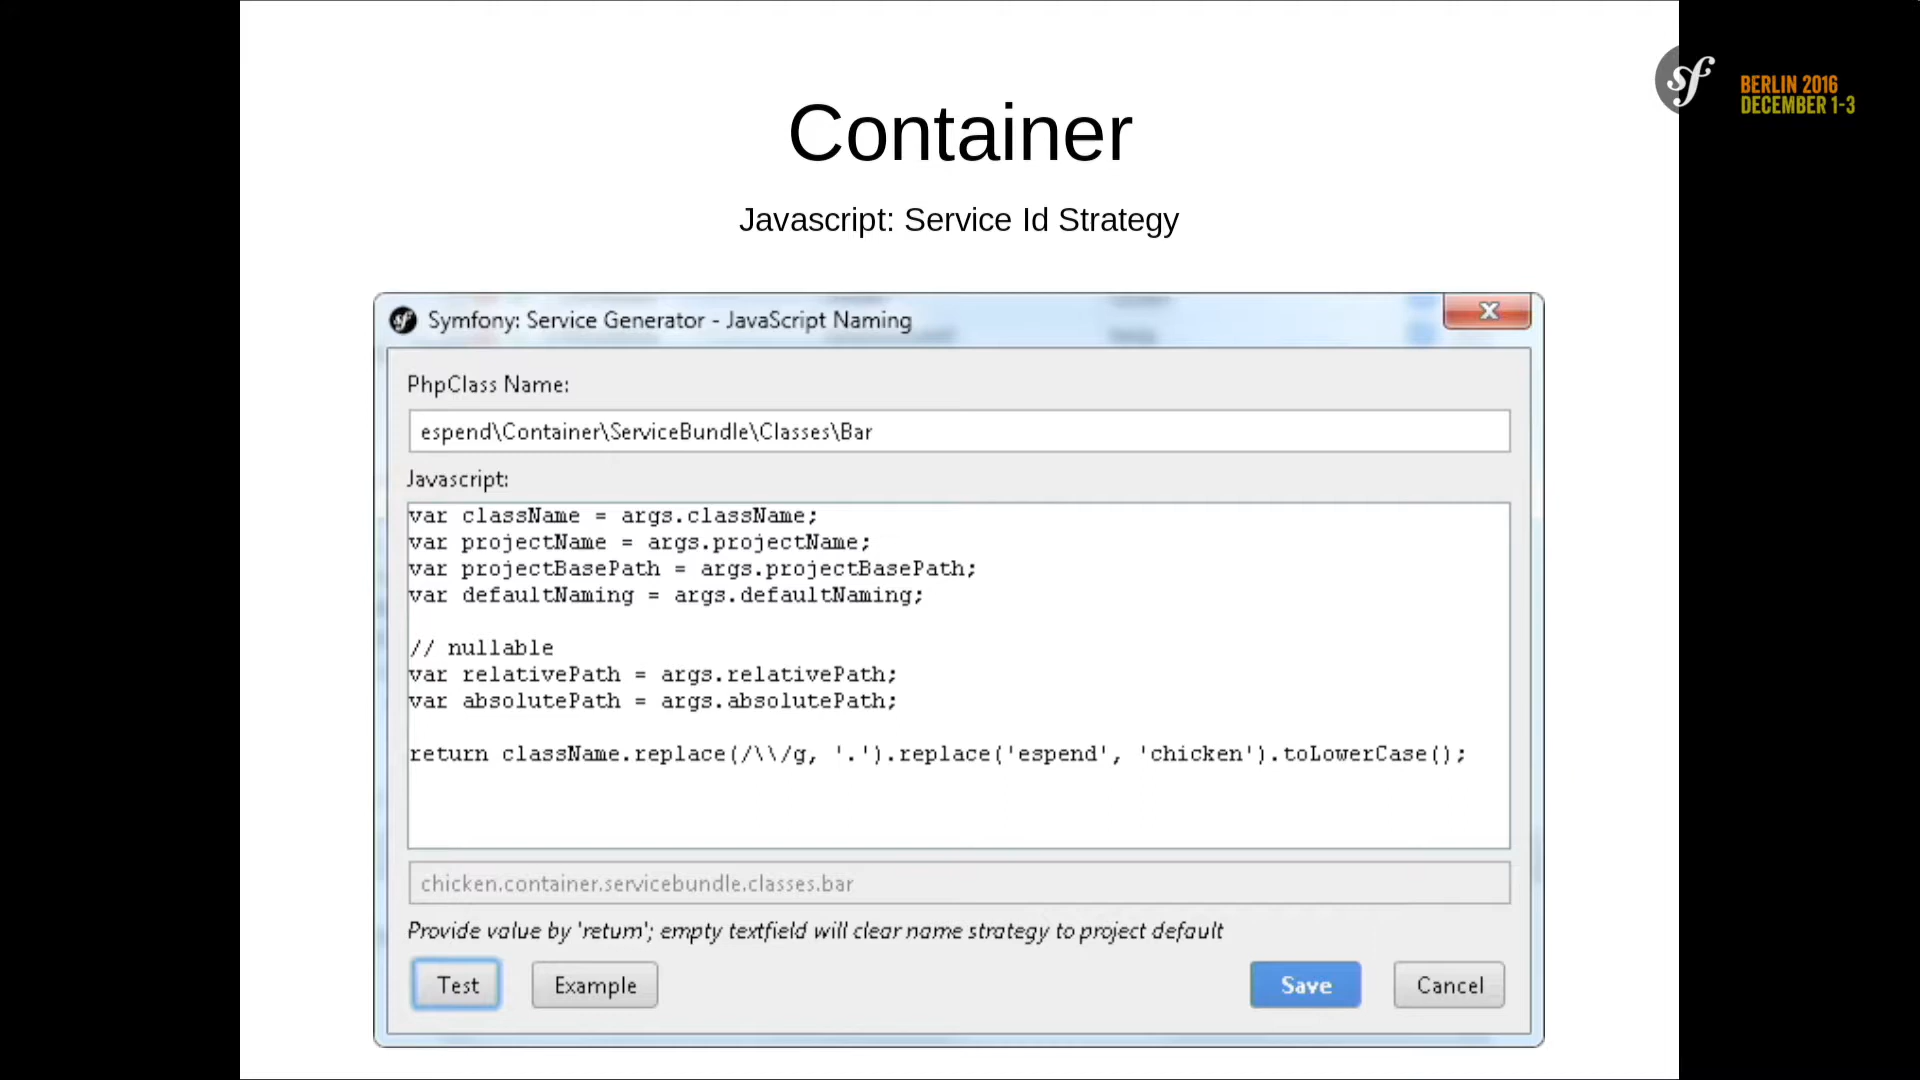 Container
sf BERLIN 2016
DECEMBER 1-3
Javascript: Service Id Strategy
sf Symfony: Service Generator - JavaScript Naming
PhpClass Name:
espend\Container\ServiceBundle\Classes\Bar
Javascript:
var className = args.className;
var projectName = args.projectName;
var projectBasePath = args.projectBasePath;
var defaultNaming = args.defaultNaming;
// nullable
var relativePath = args.relativePath;
var absolutePath = args.absolutePath;
return className.replace(/\\/g, '.').replace('espend', 'chicken').toLowerCase();
chicken.container.servicebundle.classes.bar
Provide value by 'return'; empty textfield will clear name strategy to project default
Test Example Save Cancel